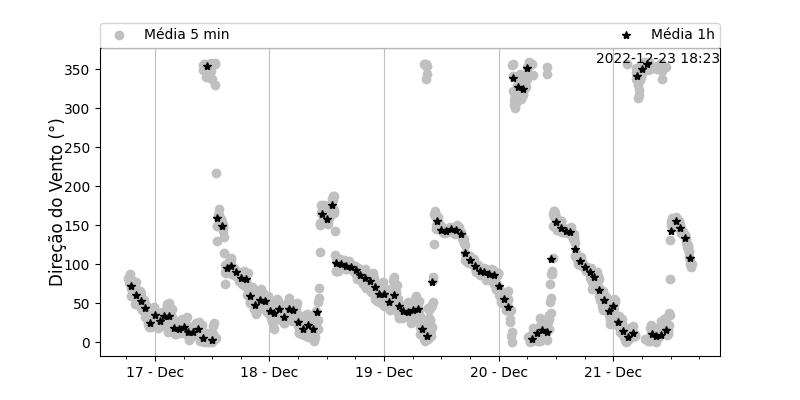 Média 5 min
Média 1h
2022-12-23 18:23
Direção do Vento (°)
350
300
250
200
150
100
50
0
17 - Dec
18 - Dec
19 - Dec
20 - Dec
21 - Dec